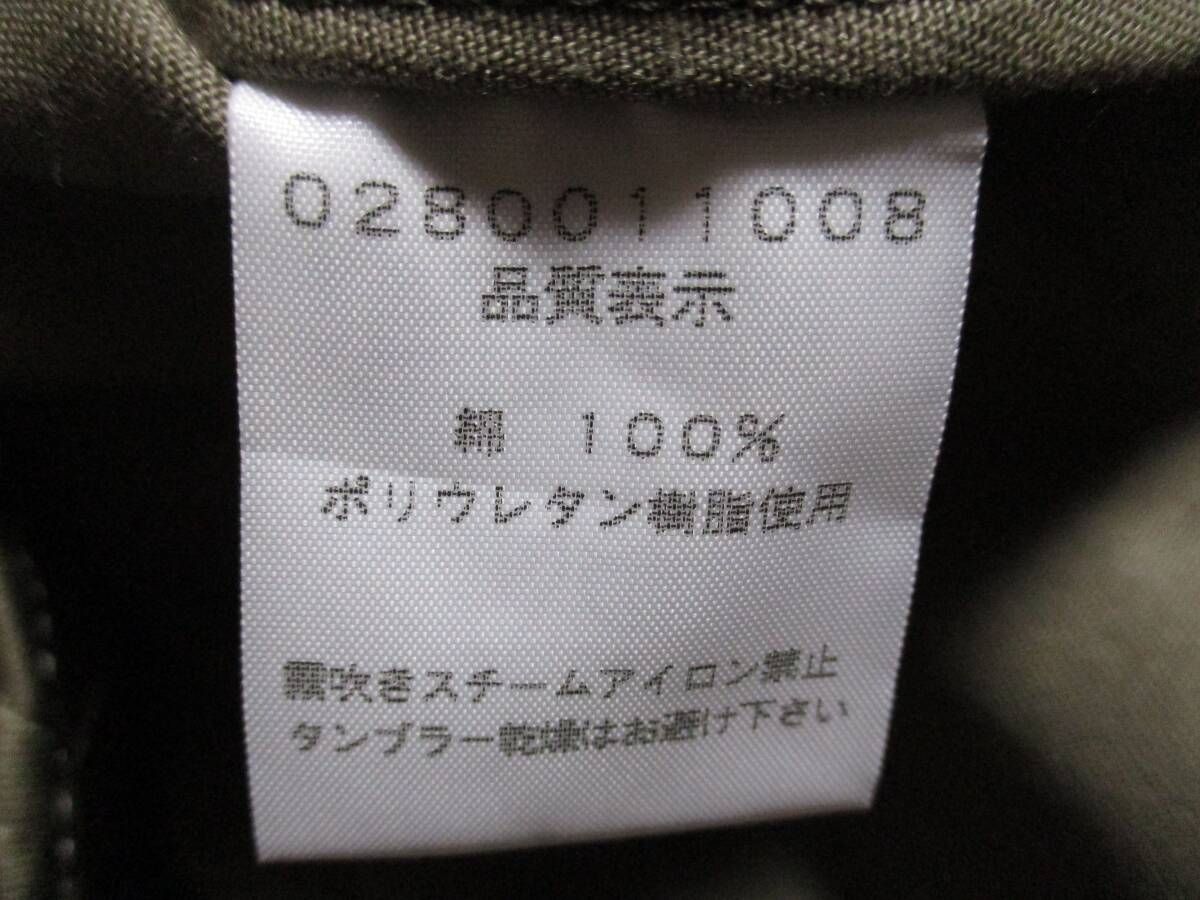 0280011008
品質表示
綿 100%
ポリウレタン樹脂使用
霧吹きスチームアイロン禁止
タンブラー乾燥はお避け下さい